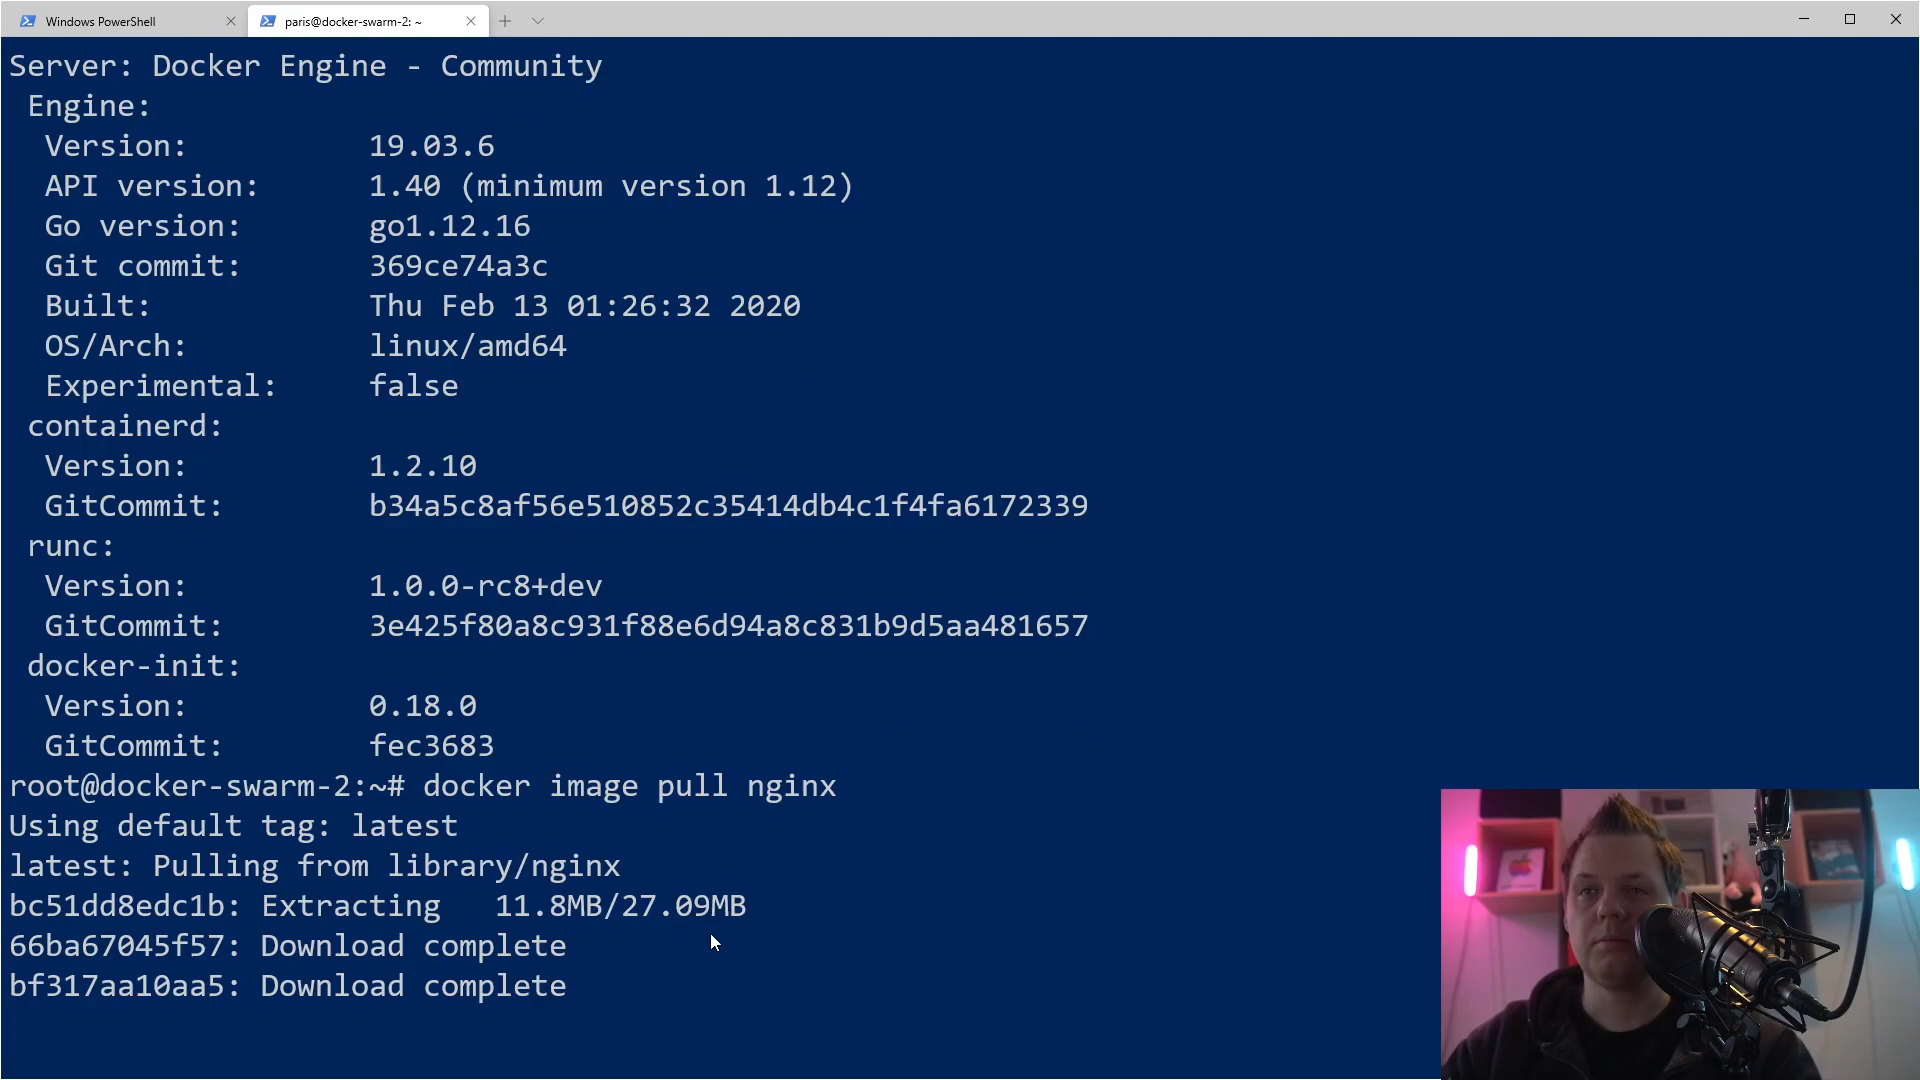 Windows PowerShell
paris@docker-swarm-2: ~
Server: Docker Engine - Community
Engine:
Version: 19.03.6
API version: 1.40 (minimum version 1.12)
Go version: go1.12.16
Git commit: 369ce74a3c
Built: Thu Feb 13 01:26:32 2020
OS/Arch: linux/amd64
Experimental: false
containerd:
Version: 1.2.10
GitCommit: b34a5c8af56e510852c35414db4c1f4fa6172339
runc:
Version: 1.0.0-rc8+dev
GitCommit: 3e425f80a8c931f88e6d94a8c831b9d5aa481657
docker-init:
Version: 0.18.0
GitCommit: fec3683
root@docker-swarm-2:~# docker image pull nginx
Using default tag: latest
latest: Pulling from library/nginx
bc51dd8edc1b: Extracting 11.8MB/27.09MB
66ba67045f57: Download complete
bf317aa10aa5: Download complete